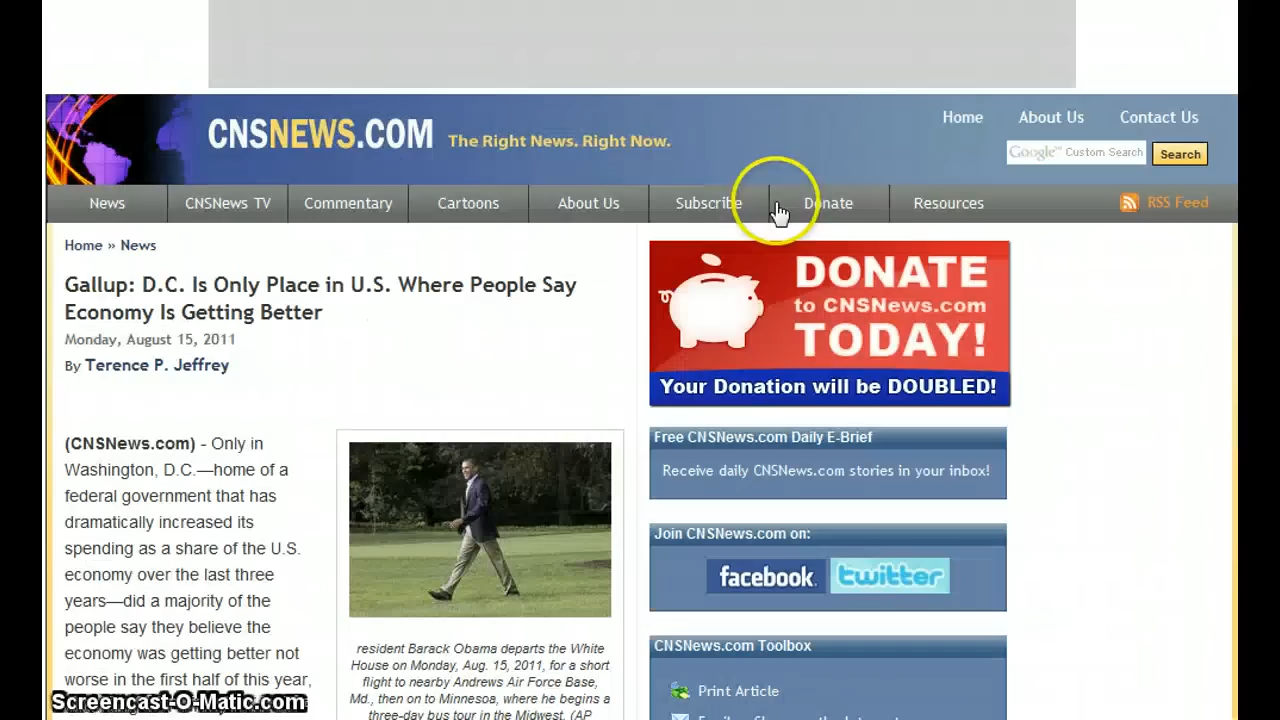 CNSNEWS.COM The Right News. Right Now.
Home About Us Contact Us
Google™ Custom Search Search
News CNSNews TV Commentary Cartoons About Us Subscribe Donate Resources RSS Feed
Home » News
Gallup: D.C. Is Only Place in U.S. Where People Say
Economy Is Getting Better
Monday, August 15, 2011
By Terence P. Jeffrey
(CNSNews.com) - Only in
Washington, D.C.—home of a
federal government that has
dramatically increased its
spending as a share of the U.S.
economy over the last three
years—did a majority of the
people say they believe the
economy was getting better not
worse in the first half of this year,
resident Barack Obama departs the White
House on Monday, Aug. 15, 2011, for a short
flight to nearby Andrews Air Force Base,
Md., then on to Minnesoa, where he begins a
three-day bus tour in the Midwest. (AP
DONATE
to CNSNews.com
TODAY!
Your Donation will be DOUBLED!
Free CNSNews.com Daily E-Brief
Receive daily CNSNews.com stories in your inbox!
Join CNSNews.com on:
facebook. twitter
CNSNews.com Toolbox
Print Article
Screencast-O-Matic.com